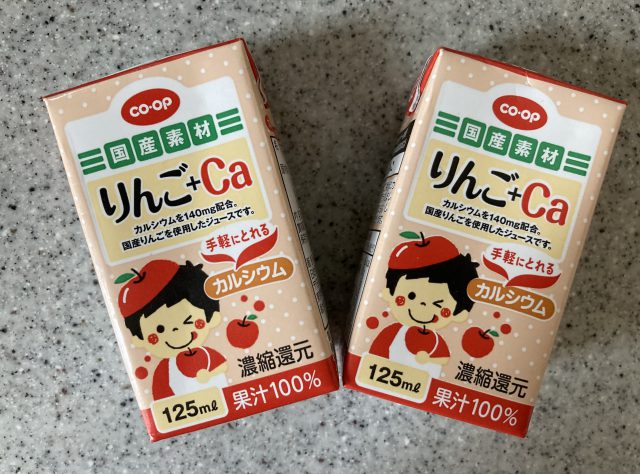 CO・OP
国産素材
りんご+Ca
カルシウムを140mg配合。
国産りんごを使用したジュースです。
手軽にとれる
カルシウム
濃縮還元
125mℓ
果汁100%
CO・OP
国産素材
りんご+Ca
カルシウムを140mg配合。
国産りんごを使用したジュースです。
手軽にとれる
カルシウム
濃縮還元
125mℓ
果汁100%